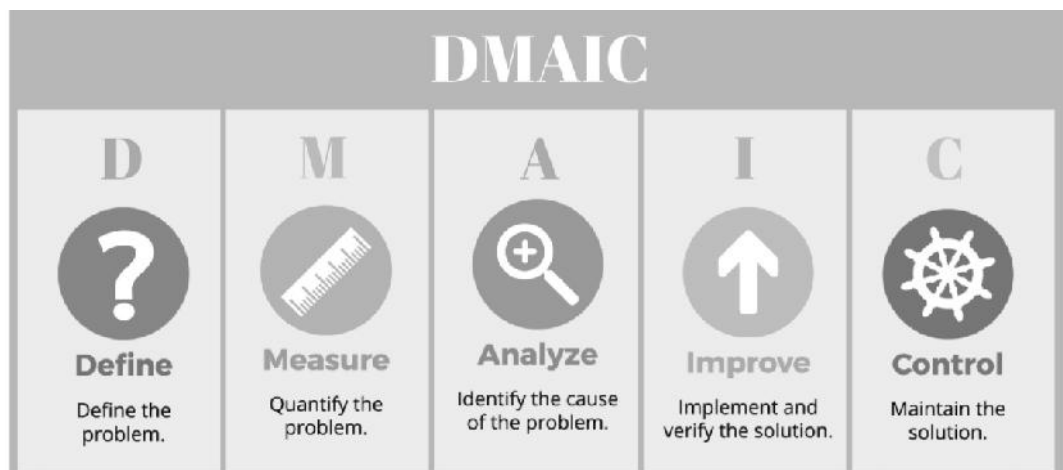 DMAIC
D
Define
Define the
problem.
M
Measure
Quantify the
problem.
A
Analyze
Identify the cause
of the problem.
I
Improve
Implement and
verify the solution.
C
Control
Maintain the
solution.